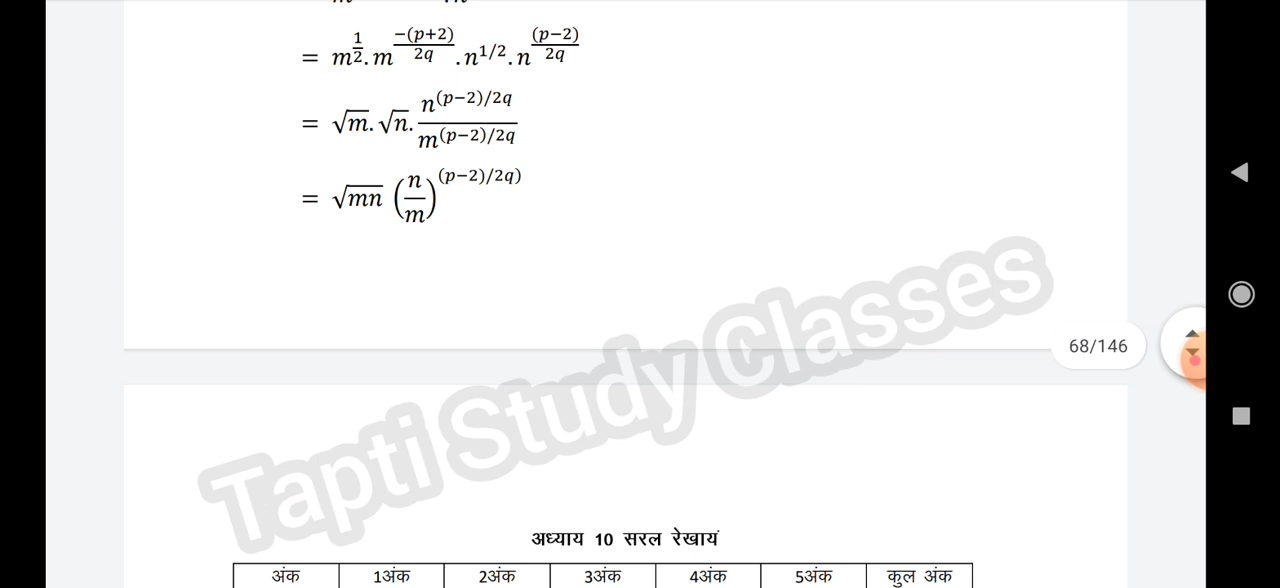 = m^{1/2}.m^{-(p+2)/2q}.n^{1/2}.n^{(p-2)/2q}
= √m.√n.n^{(p-2)/2q}/m^{(p-2)/2q}
= √mn (n/m)^{(p-2)/2q)}
68/146
Tapti Study Classes
अध्याय 10 सरल रेखायं
अंक 1अंक 2अंक 3अंक 4अंक 5अंक कुल अंक